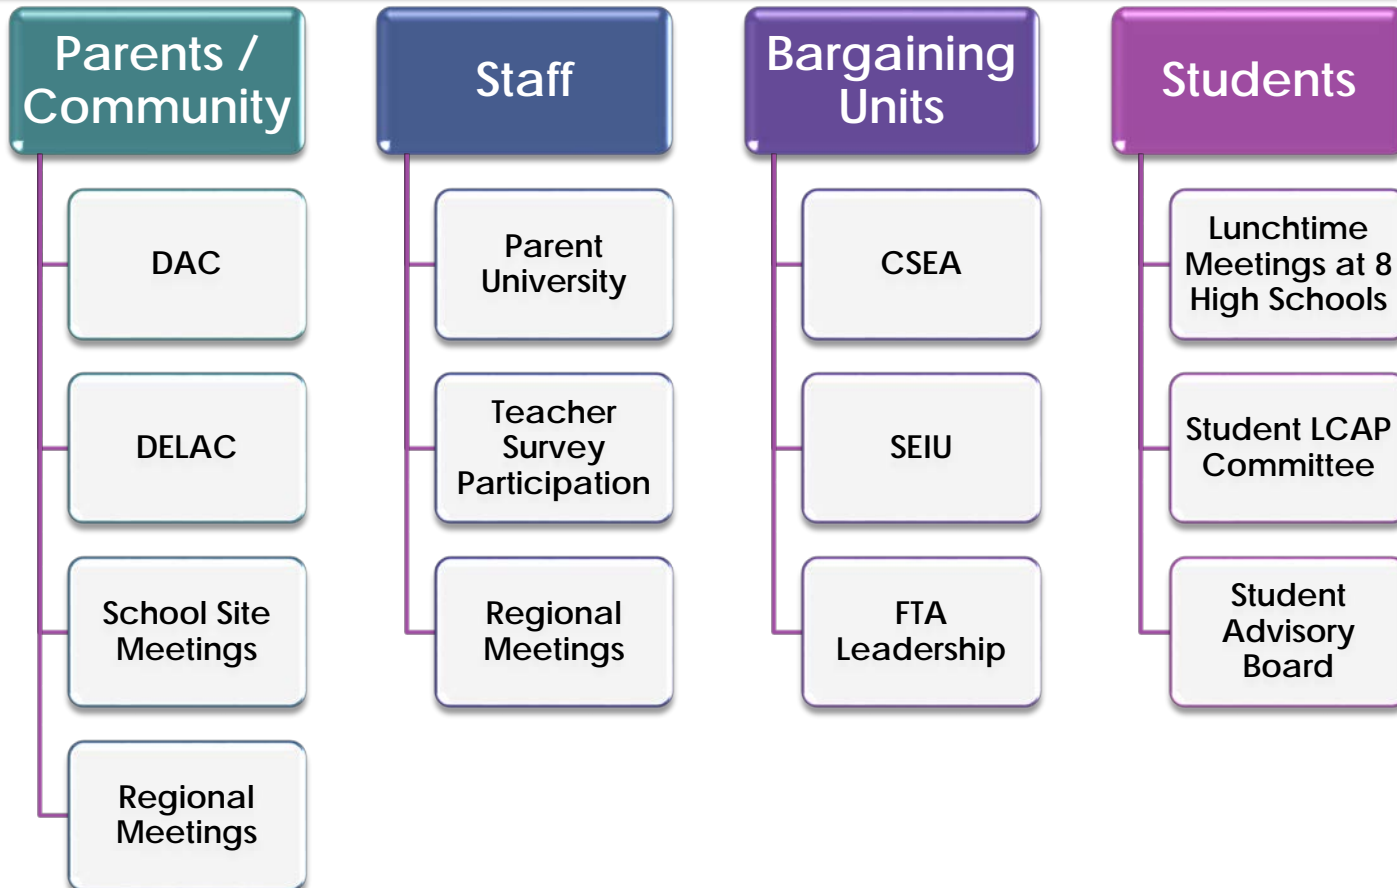 Parents /
Community
DAC
DELAC
School Site
Meetings
Regional
Meetings
Staff
Parent
University
Teacher
Survey
Participation
Regional
Meetings
Bargaining
Units
CSEA
SEIU
FTA
Leadership
Students
Lunchtime
Meetings at 8
High Schools
Student LCAP
Committee
Student
Advisory
Board